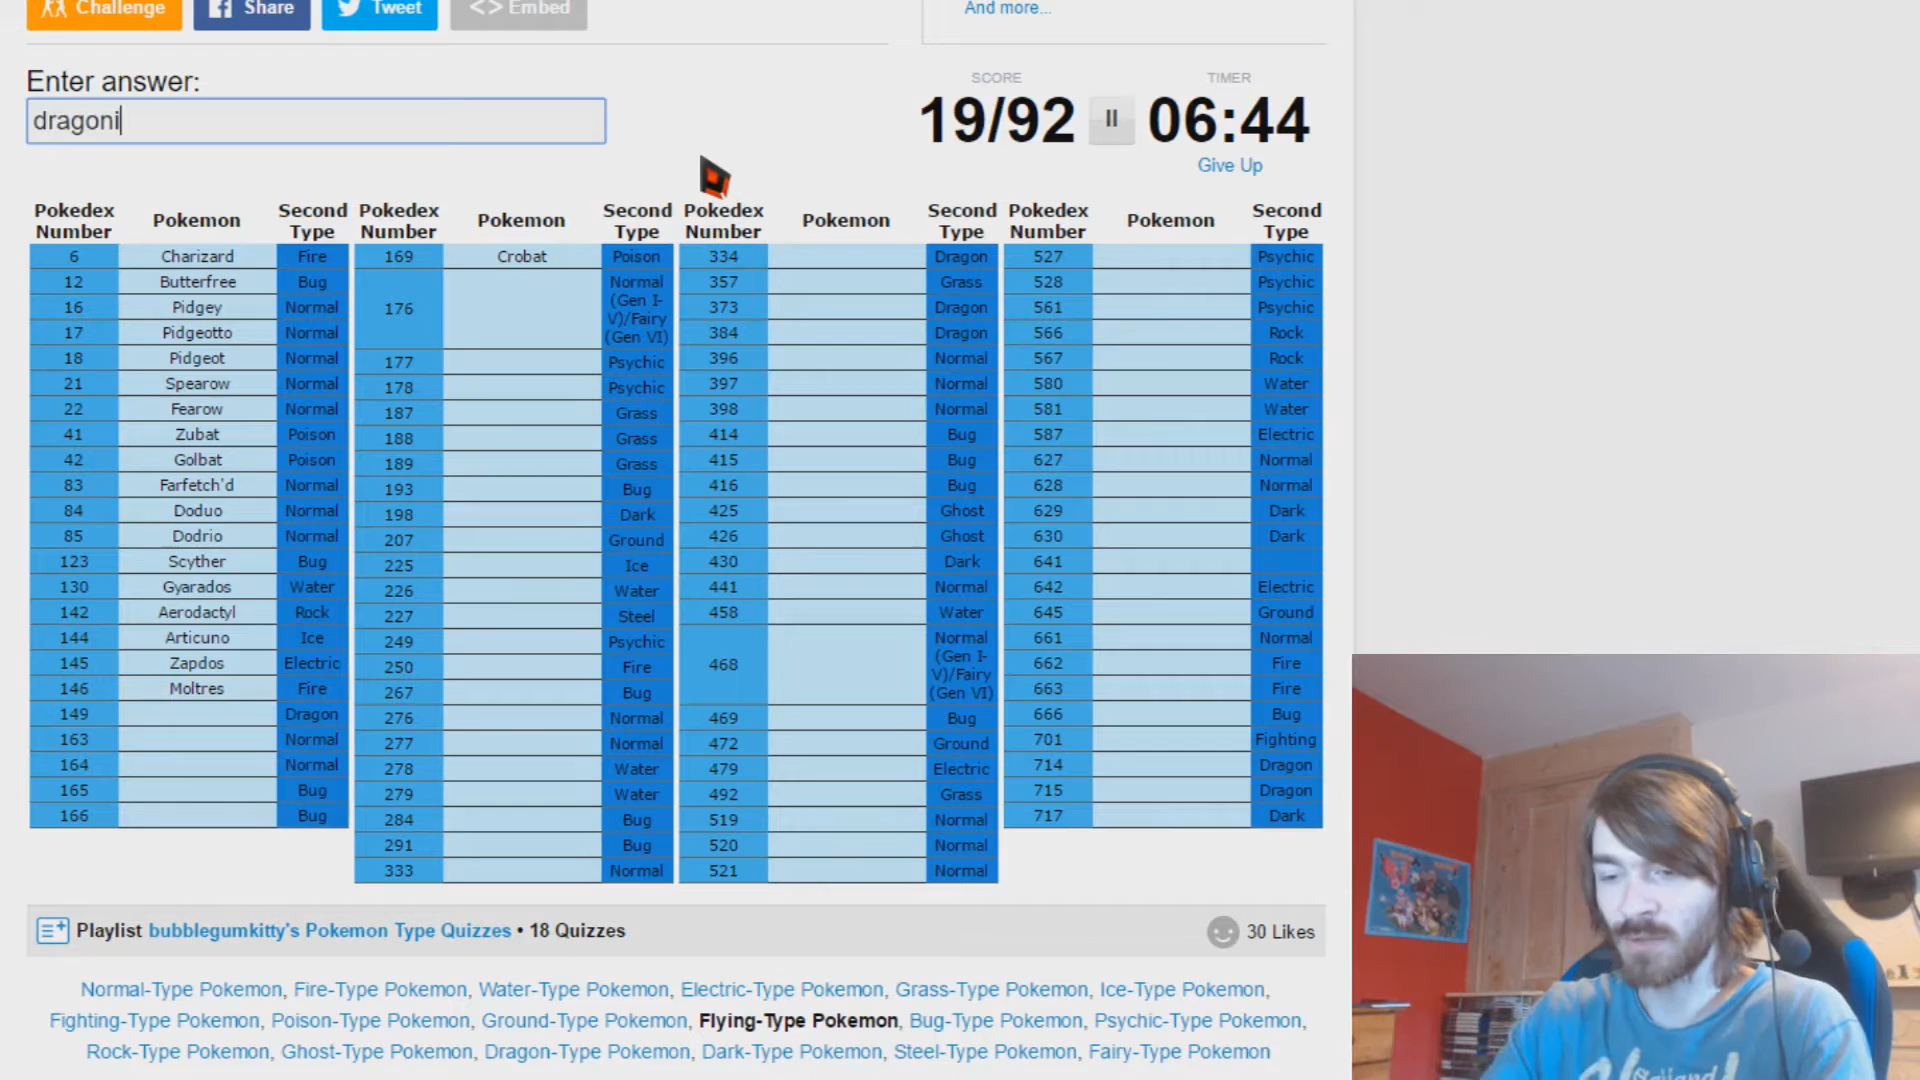 Challenge Share Tweet <> Embed
And more...
Enter answer:
dragoni
SCORE TIMER
19/92 06:44
Give Up
Pokedex Number Pokemon Second Type Pokedex Number Pokemon Second Type Pokedex Number Pokemon Second Type Pokedex Number Pokemon Second Type
6 Charizard Fire
12 Butterfree Bug
16 Pidgey Normal
17 Pidgeotto Normal
18 Pidgeot Normal
21 Spearow Normal
22 Fearow Normal
41 Zubat Poison
42 Golbat Poison
83 Farfetch'd Normal
84 Doduo Normal
85 Dodrio Normal
123 Scyther Bug
130 Gyarados Water
142 Aerodactyl Rock
144 Articuno Ice
145 Zapdos Electric
146 Moltres Fire
149 Dragon
163 Normal
164 Normal
165 Bug
166 Bug
169 Crobat Poison
176 Normal
(Gen I-
V)/Fairy
(Gen VI)
177 Psychic
178 Psychic
187 Grass
188 Grass
189 Grass
193 Bug
198 Dark
207 Ground
225 Ice
226 Water
227 Steel
249 Psychic
250 Fire
267 Bug
276 Normal
277 Normal
278 Water
279 Water
284 Bug
291 Bug
333 Normal
334 Dragon
357 Grass
373 Dragon
384 Dragon
396 Normal
397 Normal
398 Normal
414 Bug
415 Bug
416 Bug
425 Ghost
426 Ghost
430 Dark
441 Normal
458 Water
468 Normal
(Gen I-
V)/Fairy
(Gen VI)
469 Bug
472 Ground
479 Electric
492 Grass
519 Normal
520 Normal
521 Normal
527 Psychic
528 Psychic
561 Psychic
566 Rock
567 Rock
580 Water
581 Water
587 Electric
627 Normal
628 Normal
629 Dark
630 Dark
641
642 Electric
645 Ground
661 Normal
662 Fire
663 Fire
666 Bug
701 Fighting
714 Dragon
715 Dragon
717 Dark
Playlist bubblegumkitty's Pokemon Type Quizzes • 18 Quizzes 30 Likes
Normal-Type Pokemon, Fire-Type Pokemon, Water-Type Pokemon, Electric-Type Pokemon, Grass-Type Pokemon, Ice-Type Pokemon,
Fighting-Type Pokemon, Poison-Type Pokemon, Ground-Type Pokemon, Flying-Type Pokemon, Bug-Type Pokemon, Psychic-Type Pokemon,
Rock-Type Pokemon, Ghost-Type Pokemon, Dragon-Type Pokemon, Dark-Type Pokemon, Steel-Type Pokemon, Fairy-Type Pokemon